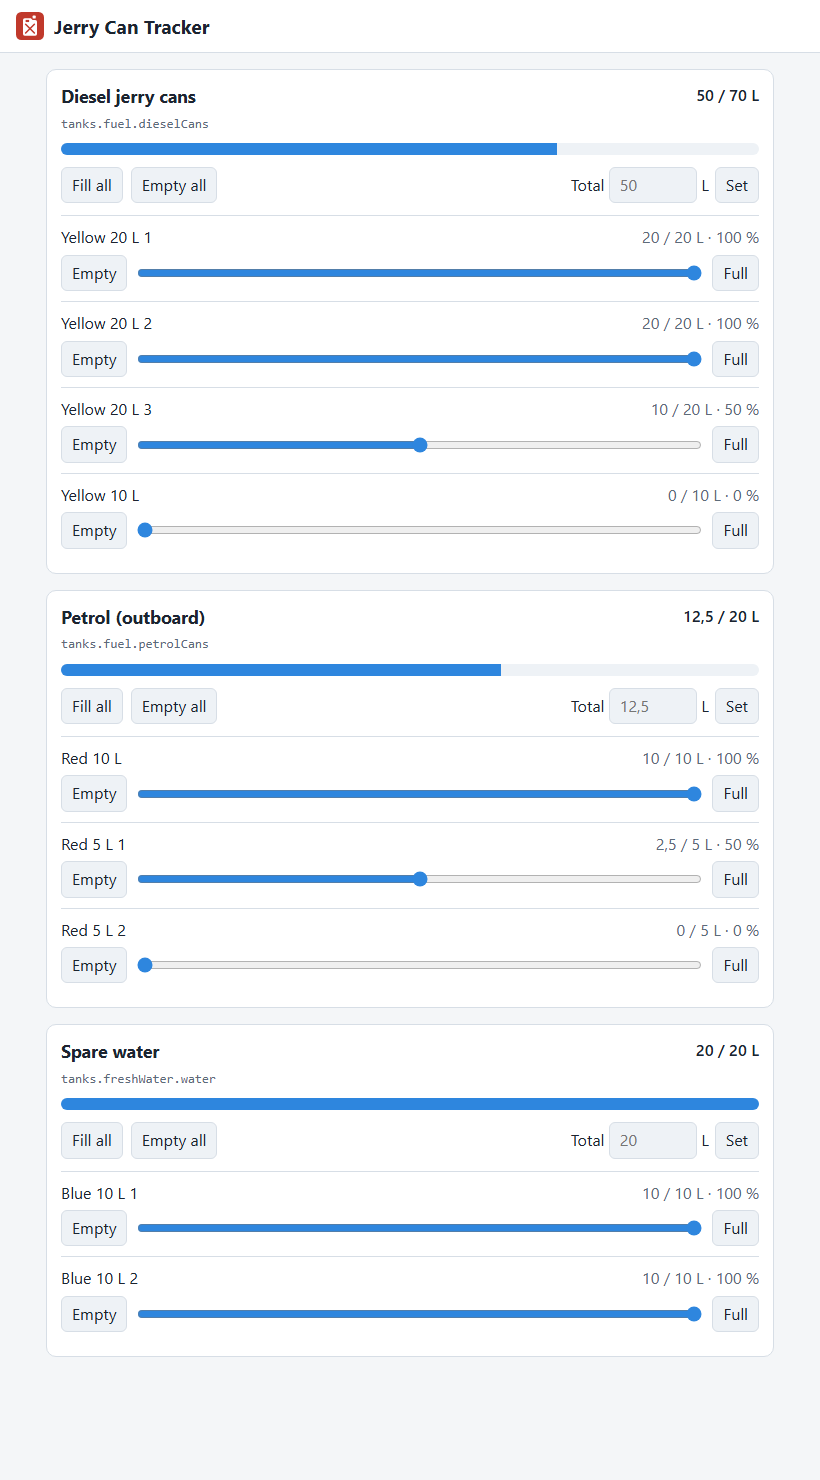 Jerry Can Tracker
Diesel jerry cans 50 / 70 L
tanks.fuel.dieselCans
Fill all Empty all Total 50 L Set
Yellow 20 L 1 20 / 20 L · 100 %
Empty Full
Yellow 20 L 2 20 / 20 L · 100 %
Empty Full
Yellow 20 L 3 10 / 20 L · 50 %
Empty Full
Yellow 10 L 0 / 10 L · 0 %
Empty Full
Petrol (outboard) 12,5 / 20 L
tanks.fuel.petrolCans
Fill all Empty all Total 12,5 L Set
Red 10 L 10 / 10 L · 100 %
Empty Full
Red 5 L 1 2,5 / 5 L · 50 %
Empty Full
Red 5 L 2 0 / 5 L · 0 %
Empty Full
Spare water 20 / 20 L
tanks.freshWater.water
Fill all Empty all Total 20 L Set
Blue 10 L 1 10 / 10 L · 100 %
Empty Full
Blue 10 L 2 10 / 10 L · 100 %
Empty Full